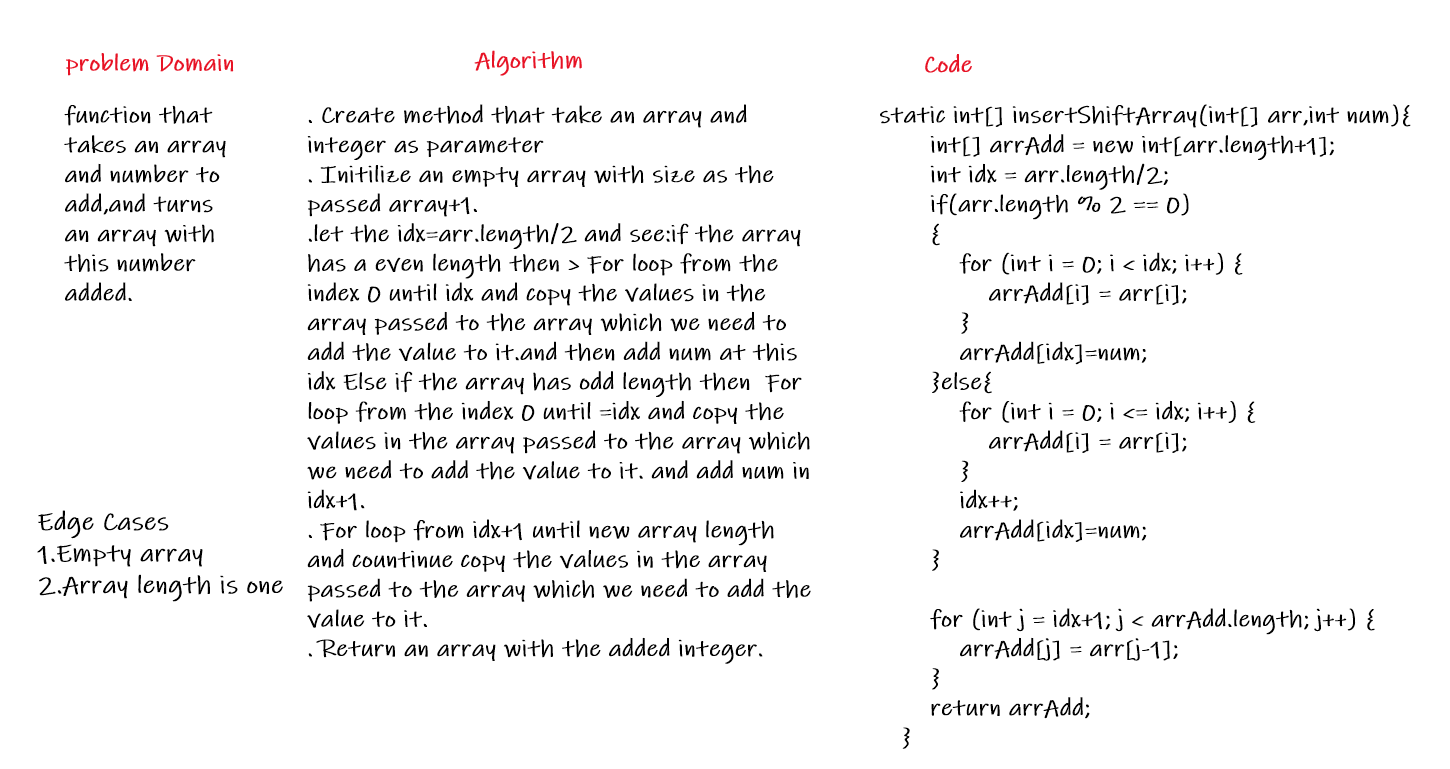 problem Domain
function that
takes an array
and number to
add,and turns
an array with
this number
added.
Edge Cases
1.Empty array
2.Array length is one
Algorithm
. Create method that take an array and
integer as parameter
. Initilize an empty array with size as the
passed array+1.
.let the idx=arr.length/2 and see:if the array
has a even length then > For loop from the
index 0 until idx and copy the values in the
array passed to the array which we need to
add the value to it.and then add num at this
idx Else if the array has odd length then  For
loop from the index 0 until =idx and copy the
values in the array passed to the array which
we need to add the value to it. and add num in
idx+1.
. For loop from idx+1 until new array length
and countinue copy the values in the array
passed to the array which we need to add the
value to it.
. Return an array with the added integer.
Code
static int[] insertShiftArray(int[] arr,int num){
int[] arrAdd = new int[arr.length+1];
int idx = arr.length/2;
if(arr.length % 2 == 0)
{
for (int i = 0; i < idx; i++) {
arrAdd[i] = arr[i];
}
arrAdd[idx]=num;
}else{
for (int i = 0; i <= idx; i++) {
arrAdd[i] = arr[i];
}
idx++;
arrAdd[idx]=num;
}
for (int j = idx+1; j < arrAdd.length; j++) {
arrAdd[j] = arr[j-1];
}
return arrAdd;
}